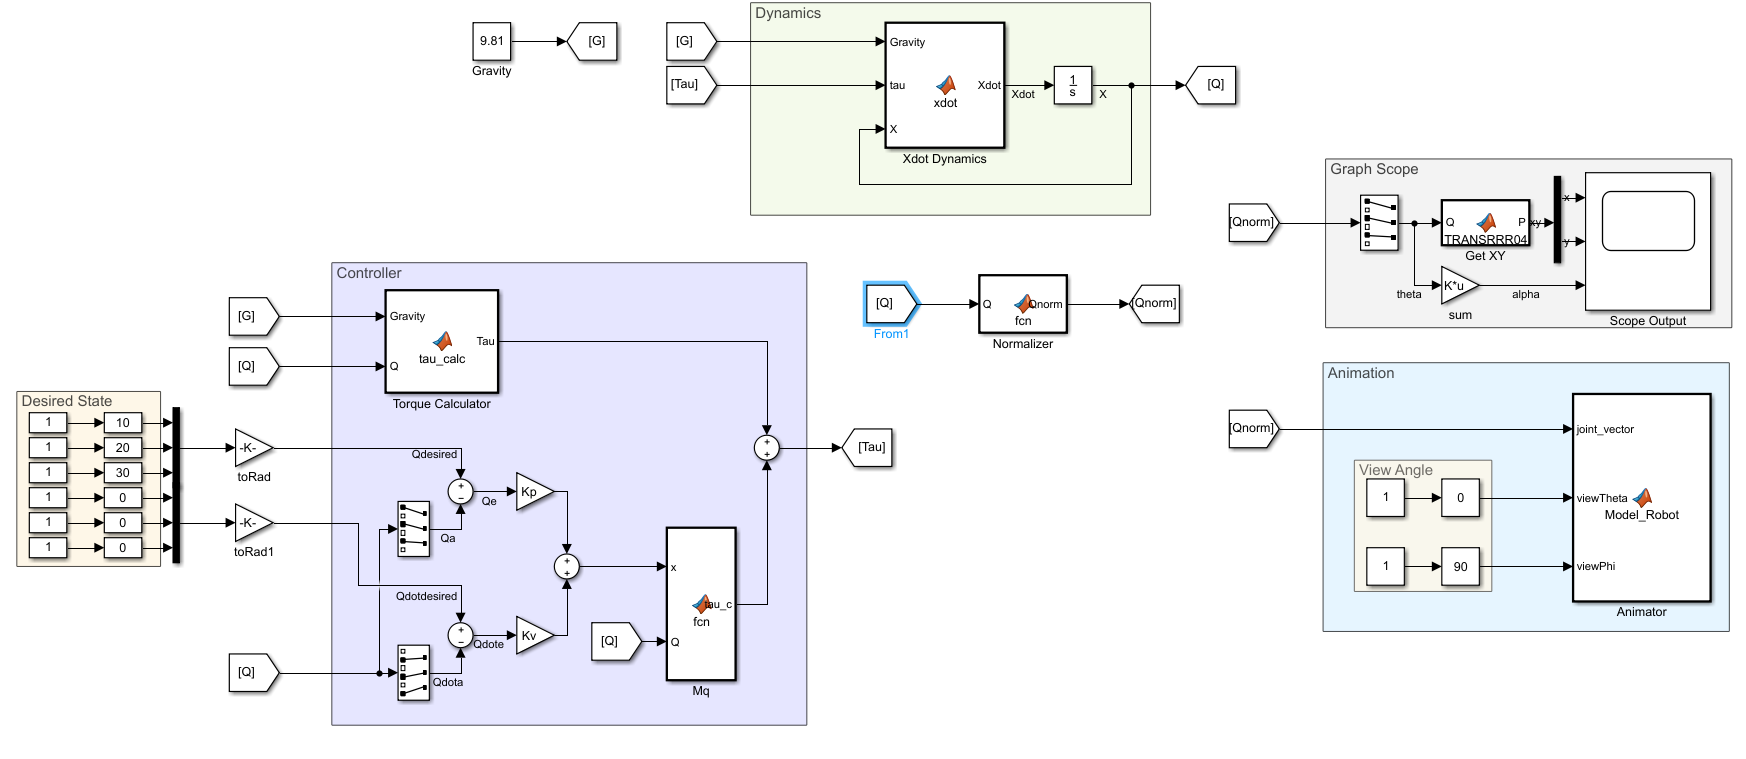 Dynamics
9.81
Gravity
[G]
[G]
[Tau]
Gravity
tau
X
xdot
Xdot
Xdot Dynamics
Xdot
1
s
X
[Q]
Graph Scope
[Qnorm]
Q
P
TRANSRRR04
Get XY
xy
x
y
theta
K*u
sum
alpha
Scope Output
Controller
[G]
[Q]
Gravity
Q
tau_calc
Tau
Torque Calculator
[Q]
From1
Q
fcn
Qnorm
Normalizer
[Qnorm]
Desired State
1
10
1
20
1
30
1
0
1
0
1
0
-K-
toRad
-K-
toRad1
Qdesired
+
−
Qe
Kp
Qa
Qdotdesired
+
−
Qdote
Kv
Qdota
[Q]
+
+
[Q]
x
Q
fcn
tau_c
Mq
+
+
[Tau]
Animation
[Qnorm]
View Angle
1
0
1
90
joint_vector
viewTheta
viewPhi
Model_Robot
Animator